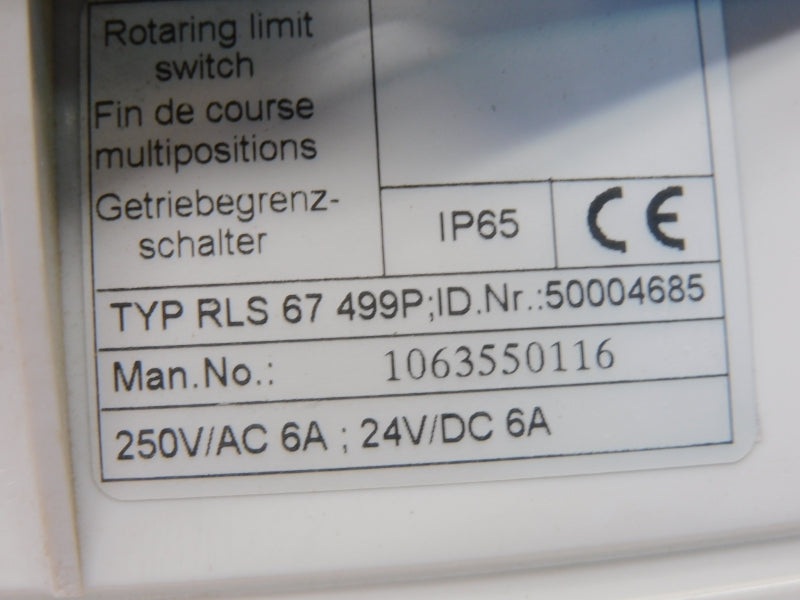 Rotaring limit
switch
Fin de course
multipositions
Getriebegrenz-
schalter
IP65
CE
TYP RLS 67 499P;ID.Nr.:50004685
Man.No.: 1063550116
250V/AC 6A ; 24V/DC 6A